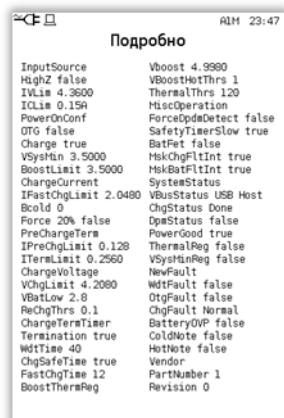 A1M 23:47
Подробно
InputSource
HighZ false
IVLim 4.3600
ICLim 0.15A
PowerOnConf
OTG false
Charge true
VSysMin 3.5000
BoostLimit 3.5000
ChargeCurrent
IFastChgLimit 2.0480
Bcold 0
Force 20% false
PreChargeTerm
IPreChgLimit 0.128
ITermLimit 0.2560
ChargeVoltage
VChgLimit 4.2080
VBatLow 2.8
ReChgThrs 0.1
ChargeTermTimer
Termination true
WdtTime 40
ChgSafeTime true
FastChgTime 12
BoostThermReg
Vboost 4.9980
VBoostHotThrs 1
ThermalThrs 120
MiscOperation
ForceDpdmDetect false
SafetyTimerSlow true
BatFet false
MskChgFltInt true
MskBatFltInt true
SystemStatus
VBusStatus USB Host
ChgStatus Done
DpmStatus false
PowerGood true
ThermalReg false
VSysMinReg false
NewFault
WdtFault false
OtgFault false
ChgFault Normal
BatteryOVP false
ColdNote false
HotNote false
Vendor
PartNumber 1
Revision 0